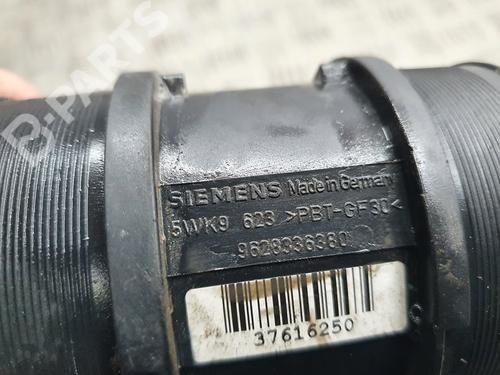 B-PARTS
SIEMENS Made in Germany
5WK9 623 >PBT-GF30<
9628336380
37616250